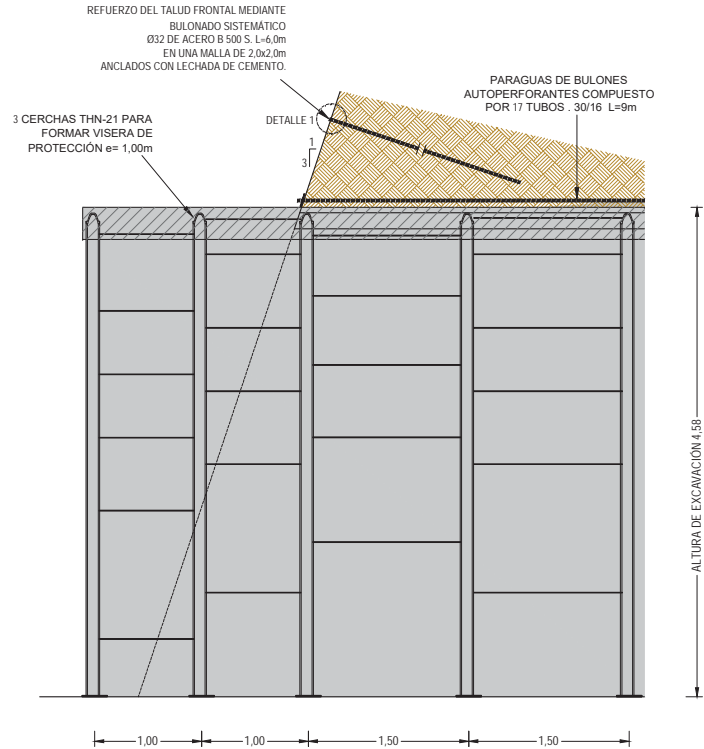 REFUERZO DEL TALUD FRONTAL MEDIANTE
BULONADO SISTEMÁTICO
Ø32 DE ACERO B 500 S. L=6,0m
EN UNA MALLA DE 2,0x2,0m
ANCLADOS CON LECHADA DE CEMENTO.
PARAGUAS DE BULONES
AUTOPERFORANTES COMPUESTO
POR 17 TUBOS . 30/16 L=9m
3 CERCHAS THN-21 PARA
FORMAR VISERA DE
PROTECCIÓN e= 1,00m
DETALLE 1
1
3
ALTURA DE EXCAVACIÓN 4,58
1,00
1,00
1,50
1,50